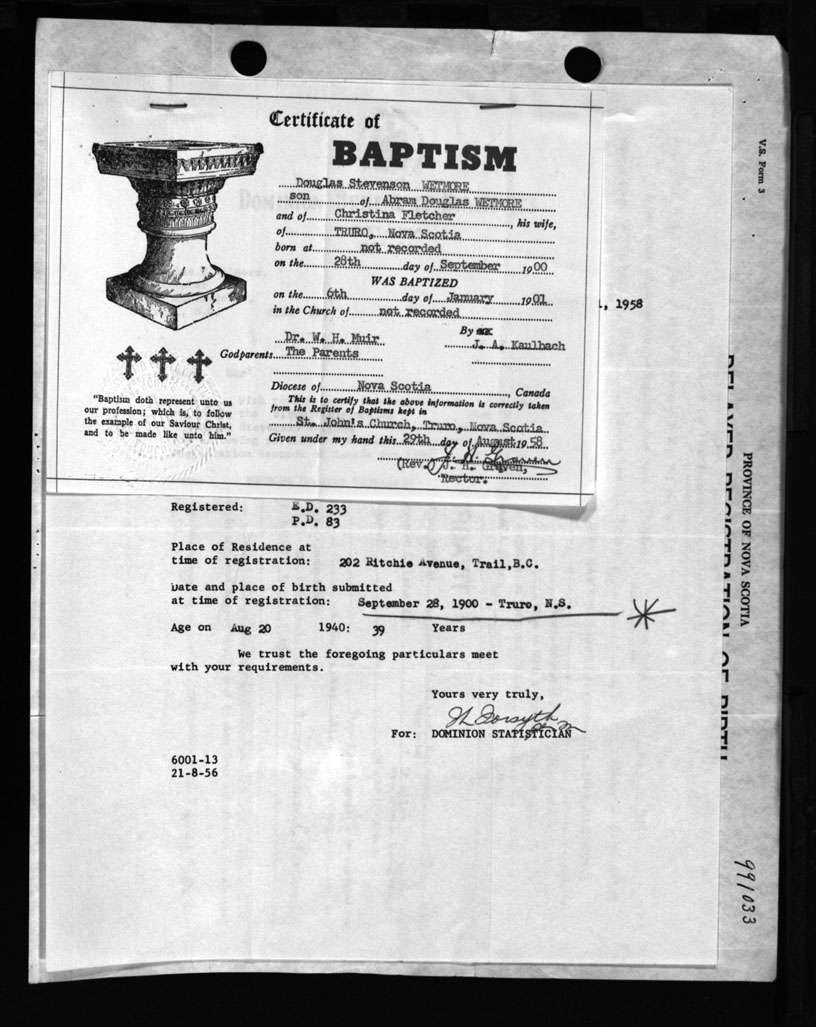 Certificate of
BAPTISM
Douglas Stevenson WETMORE
son of Abram Douglas WETMORE
and of Christina Fletcher, his wife,
of TRURO, Nova Scotia
born at not recorded
on the 28th day of September 1900
WAS BAPTIZED
on the 6th day of January 1901
in the Church of not recorded
By
Dr. W. H. Muir J. A. Kaulbach
Godparents The Parents
Diocese of Nova Scotia, Canada
This is to certify that the above information is correctly taken
from the Register of Baptisms kept in
St. John's Church, Truro, Nova Scotia
Given under my hand this 29th day of August 1958
(Rev.) J. H. Graven,
Rector.
"Baptism doth represent unto us
our profession; which is, to follow
the example of our Saviour Christ,
and to be made like unto him."
, 1958
Registered: E.D. 233
P.D. 83
Place of Residence at
time of registration: 202 Ritchie Avenue, Trail,B.C.
Date and place of birth submitted
at time of registration: September 28, 1900 - Truro, N.S.
Age on Aug 20 1940: 39 Years
We trust the foregoing particulars meet
with your requirements.
Yours very truly,
For: DOMINION STATISTICIAN
6001-13
21-8-56
V.S. Form 3
PROVINCE OF NOVA SCOTIA
DELAYED REGISTRATION OF BIRTH
991033